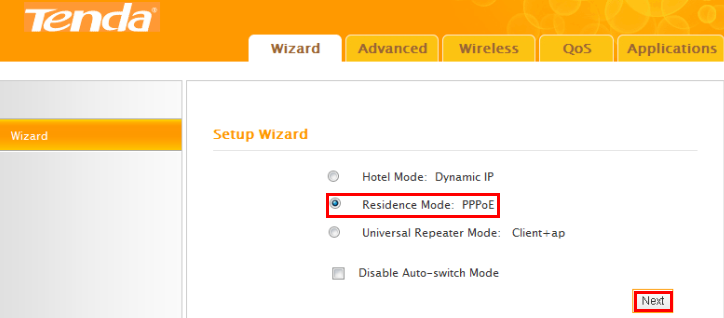 Tenda
Wizard Advanced Wireless QoS Applications
Wizard
Setup Wizard
Hotel Mode: Dynamic IP
Residence Mode: PPPoE
Universal Repeater Mode: Client+ap
Disable Auto-switch Mode
Next